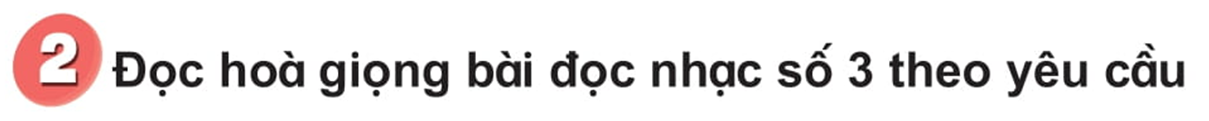 2 Đọc hoà giọng bài đọc nhạc số 3 theo yêu cầu